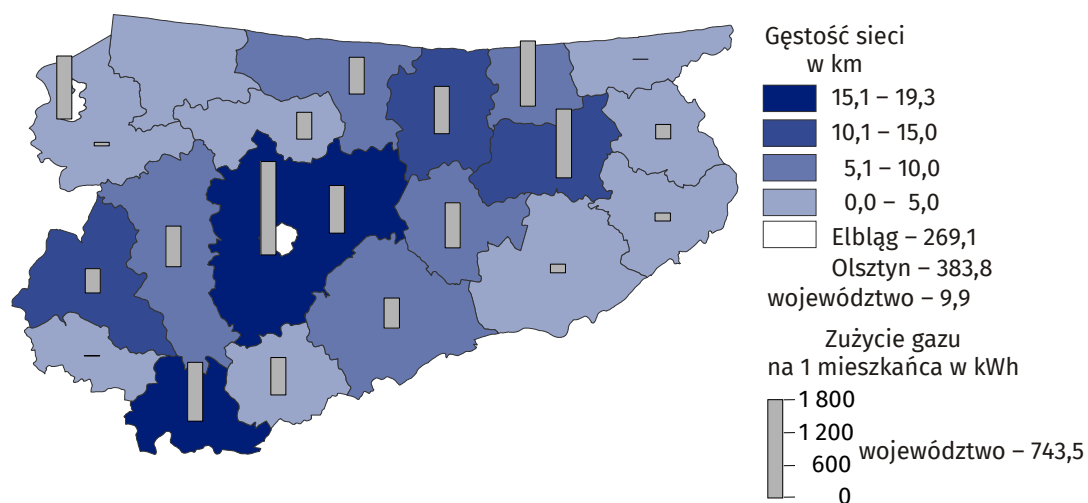 Gęstość sieci
w km
15,1 – 19,3
10,1 – 15,0
5,1 – 10,0
0,0 – 5,0
Elbląg – 269,1
Olsztyn – 383,8
województwo – 9,9
Zużycie gazu
na 1 mieszkańca w kWh
1 800
1 200
600
0
województwo – 743,5